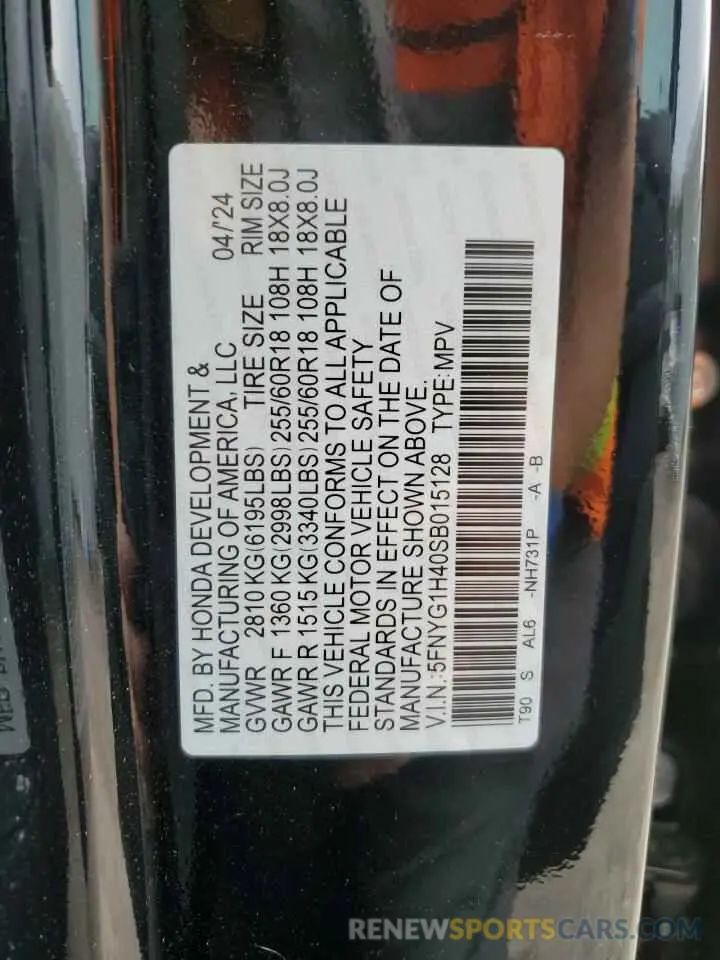 MFD. BY HONDA DEVELOPMENT &
MANUFACTURING OF AMERICA, LLC 04/'24
GVWR 2810 KG(6195LBS) TIRE SIZE RIM SIZE
GAWR F 1360 KG(2998LBS) 255/60R18 108H 18X8.0J
GAWR R 1515 KG(3340LBS) 255/60R18 108H 18X8.0J
THIS VEHICLE CONFORMS TO ALL APPLICABLE
FEDERAL MOTOR VEHICLE SAFETY
STANDARDS IN EFFECT ON THE DATE OF
MANUFACTURE SHOWN ABOVE.
V.I.N.:5FNYG1H40SB015128 TYPE:MPV
T90 S AL6 -NH731P -A -B
RENEWSPORTSCARS.COM